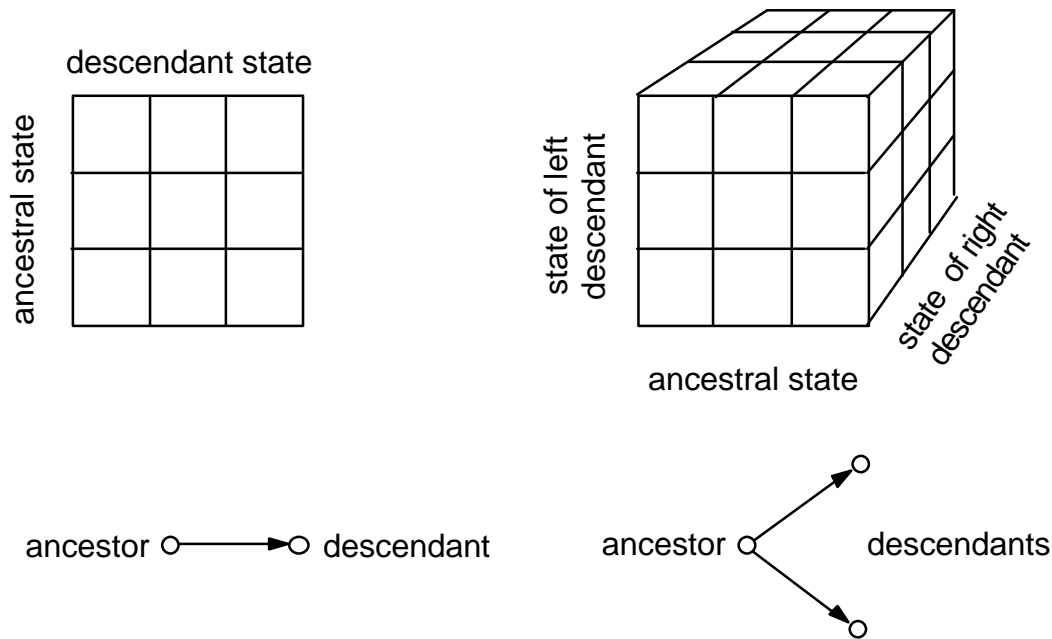 descendant state
ancestral state
state of left
descendant
state of right
descendant
ancestral state
ancestor
descendant
ancestor
descendants